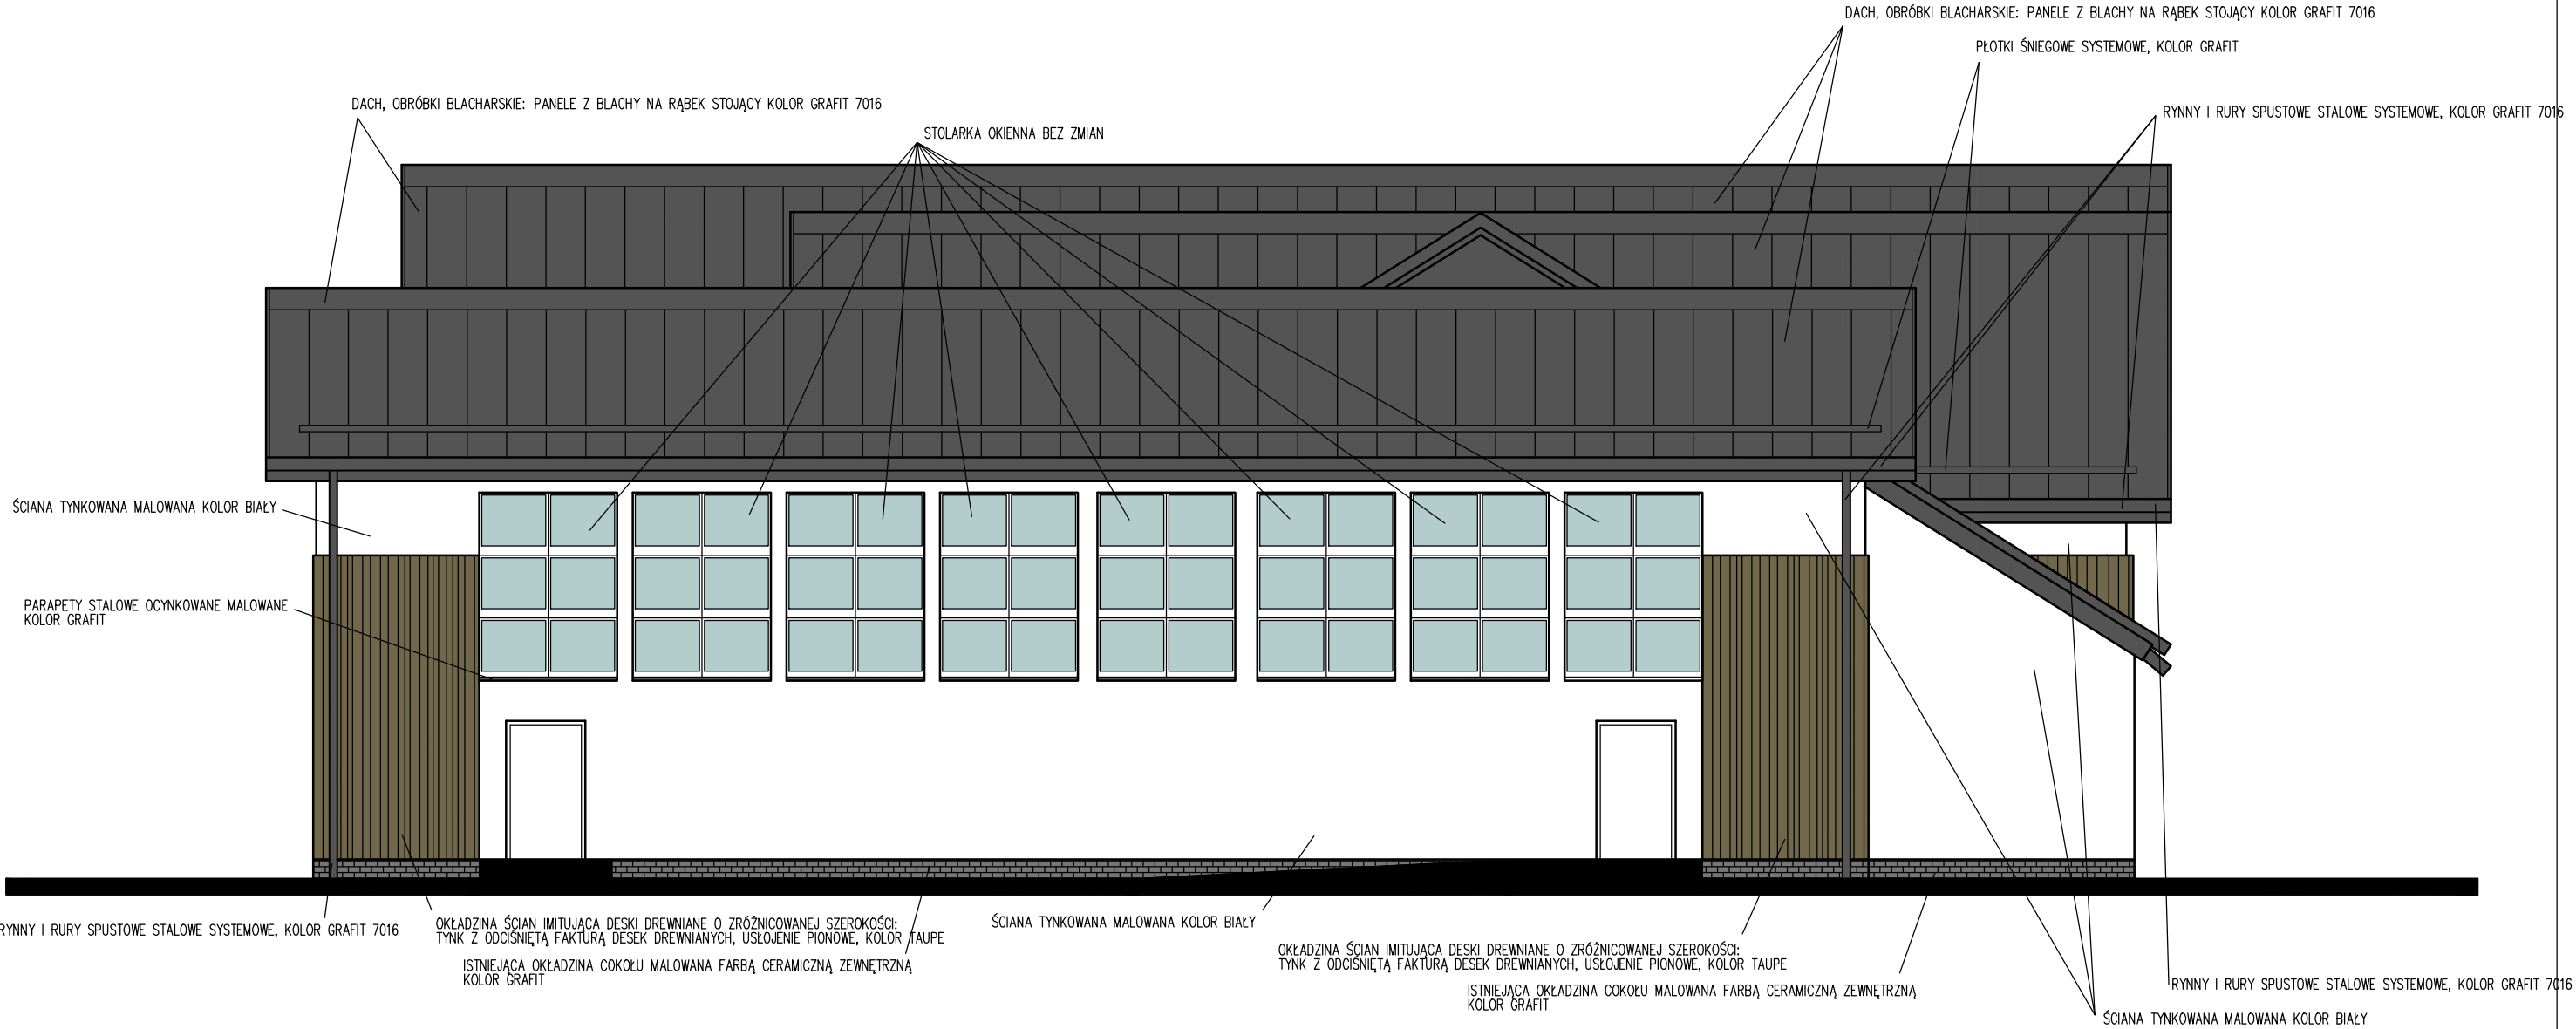 DACH, OBRÓBKI BLACHARSKIE: PANELE Z BLACHY NA RĄBEK STOJĄCY KOLOR GRAFIT 7016
PŁOTKI ŚNIEGOWE SYSTEMOWE, KOLOR GRAFIT
DACH, OBRÓBKI BLACHARSKIE: PANELE Z BLACHY NA RĄBEK STOJĄCY KOLOR GRAFIT 7016
RYNNY I RURY SPUSTOWE STALOWE SYSTEMOWE, KOLOR GRAFIT 7016
STOLARKA OKIENNA BEZ ZMIAN
ŚCIANA TYNKOWANA MALOWANA KOLOR BIAŁY
PARAPETY STALOWE OCYNKOWANE MALOWANE
KOLOR GRAFIT
RYNNY I RURY SPUSTOWE STALOWE SYSTEMOWE, KOLOR GRAFIT 7016
OKŁADZINA ŚCIAN IMITUJĄCA DESKI DREWNIANE O ZRÓŻNICOWANEJ SZEROKOŚCI:
TYNK Z ODCIŚNIĘTĄ FAKTURĄ DESEK DREWNIANYCH, USŁOJENIE PIONOWE, KOLOR TAUPE
ISTNIEJĄCA OKŁADZINA COKOŁU MALOWANA FARBĄ CERAMICZNĄ ZEWNĘTRZNĄ
KOLOR GRAFIT
ŚCIANA TYNKOWANA MALOWANA KOLOR BIAŁY
OKŁADZINA ŚCIAN IMITUJĄCA DESKI DREWNIANE O ZRÓŻNICOWANEJ SZEROKOŚCI:
TYNK Z ODCIŚNIĘTĄ FAKTURĄ DESEK DREWNIANYCH, USŁOJENIE PIONOWE, KOLOR TAUPE
ISTNIEJĄCA OKŁADZINA COKOŁU MALOWANA FARBĄ CERAMICZNĄ ZEWNĘTRZNĄ
KOLOR GRAFIT
RYNNY I RURY SPUSTOWE STALOWE SYSTEMOWE, KOLOR GRAFIT 7016
ŚCIANA TYNKOWANA MALOWANA KOLOR BIAŁY